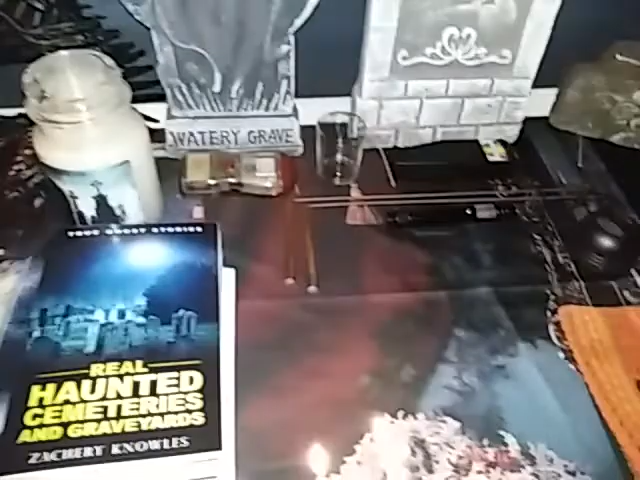 WATERY GRAVE
TRUE GHOST STORIES
REAL
HAUNTED
CEMETERIES
AND GRAVEYARDS
ZACHERY KNOWLES